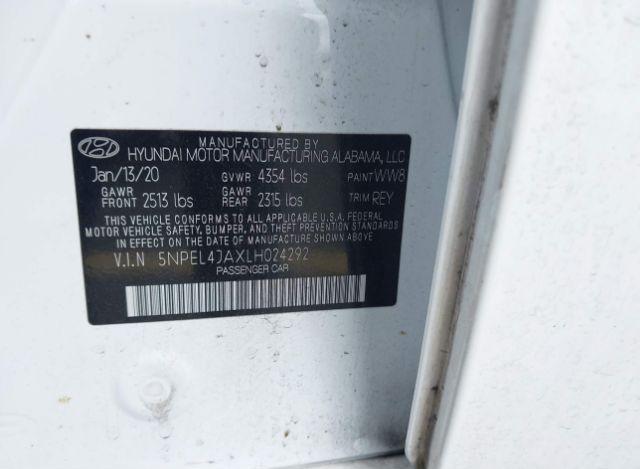 MANUFACTURED BY
HYUNDAI MOTOR MANUFACTURING ALABAMA, LLC
Jan/13/20 GVWR 4354 lbs PAINT WW8
GAWR FRONT 2513 lbs GAWR REAR 2315 lbs TRIM REY
THIS VEHICLE CONFORMS TO ALL APPLICABLE U.S.A. FEDERAL
MOTOR VEHICLE SAFETY, BUMPER, AND THEFT PREVENTION STANDARDS
IN EFFECT ON THE DATE OF MANUFACTURE SHOWN ABOVE.
V.I.N 5NPEL4JAXLH024292
PASSENGER CAR